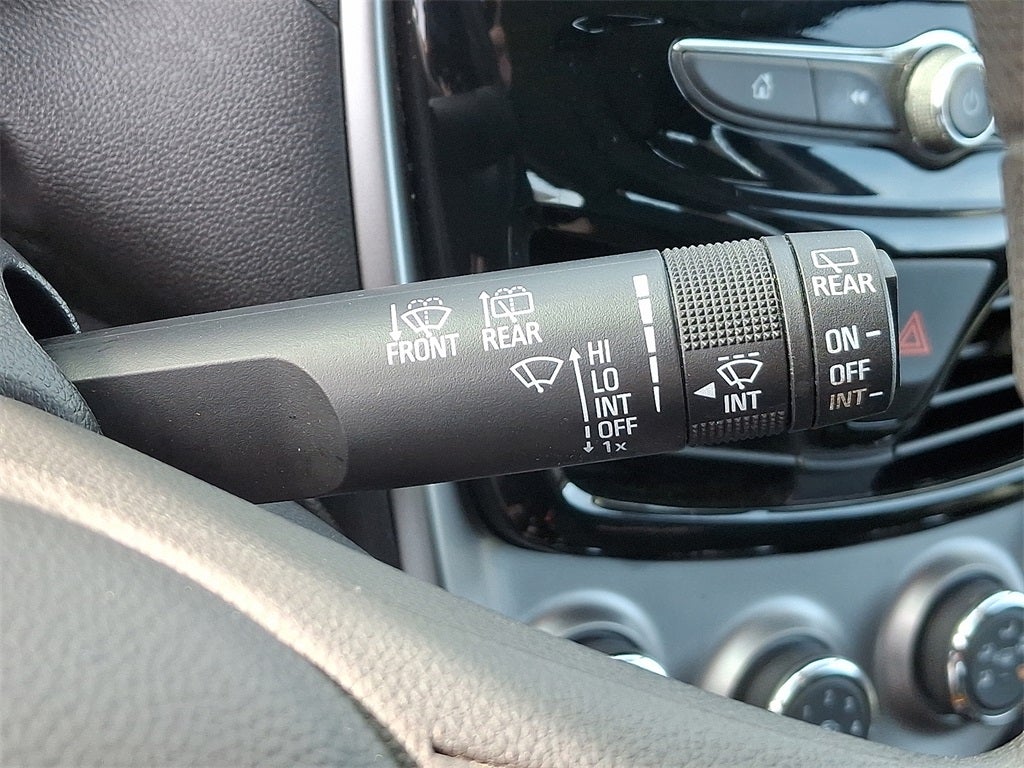 FRONT
REAR
HI
LO
INT
OFF
1x
INT
REAR
ON
OFF
INT